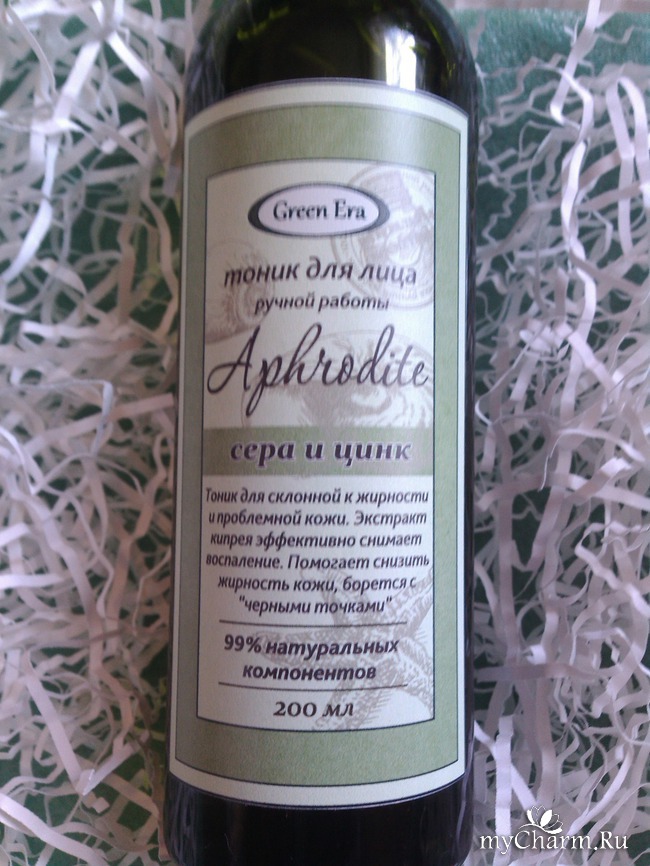 Green Era
тоник для лица
ручной работы
Aphrodite
сера и цинк
Тоник для склонной к жирности
и проблемной кожи. Экстракт
кипрея эффективно снимает
воспаление. Помогает снизить
жирность кожи, борется с
"черными точками"
99% натуральных
компонентов
200 мл
myCharm.Ru